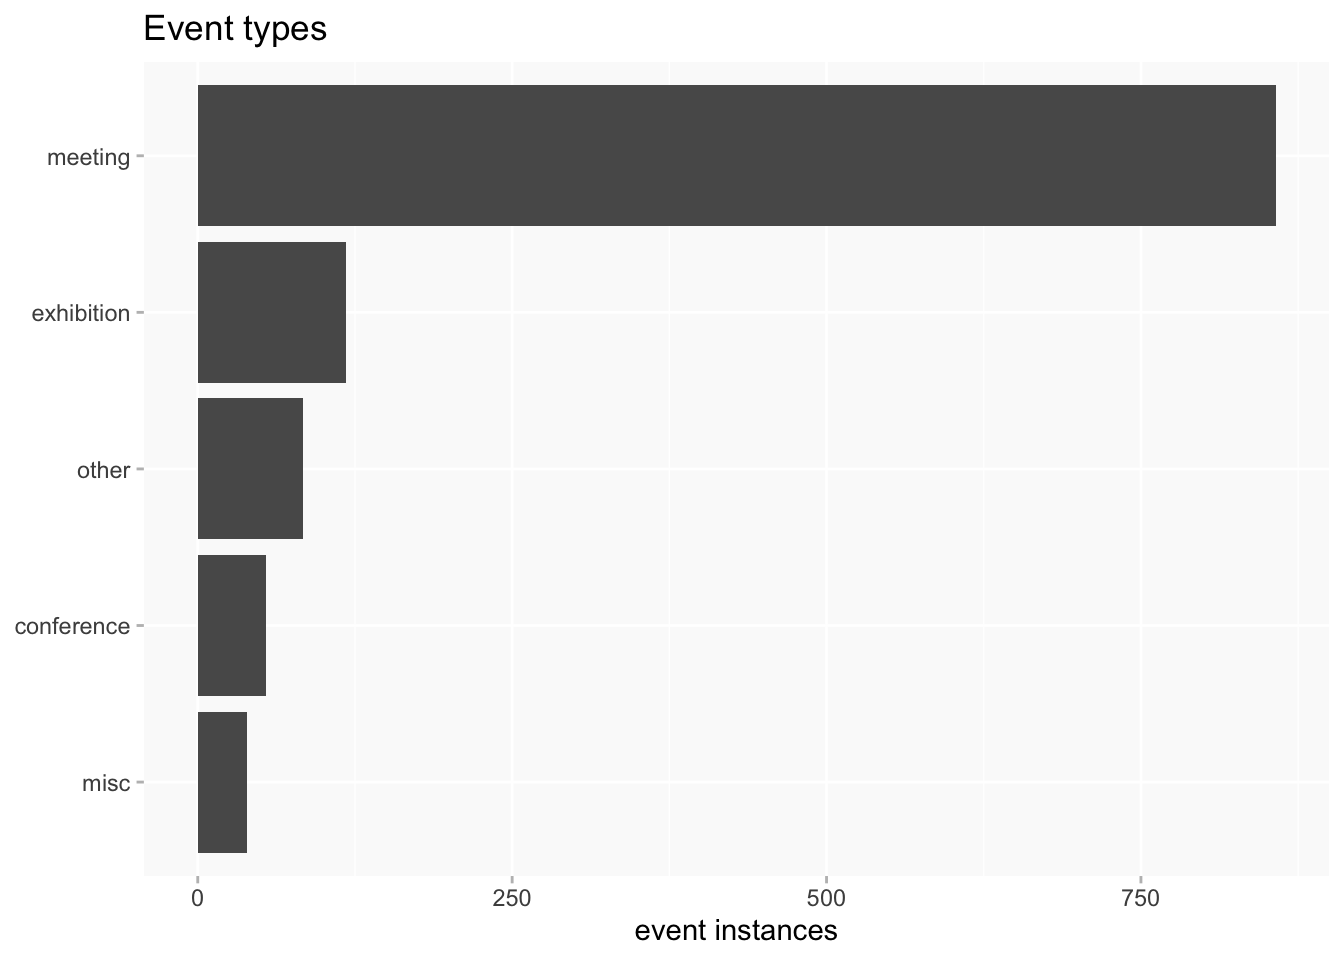 Event types
meeting
exhibition
other
conference
misc
0 250 500 750
event instances